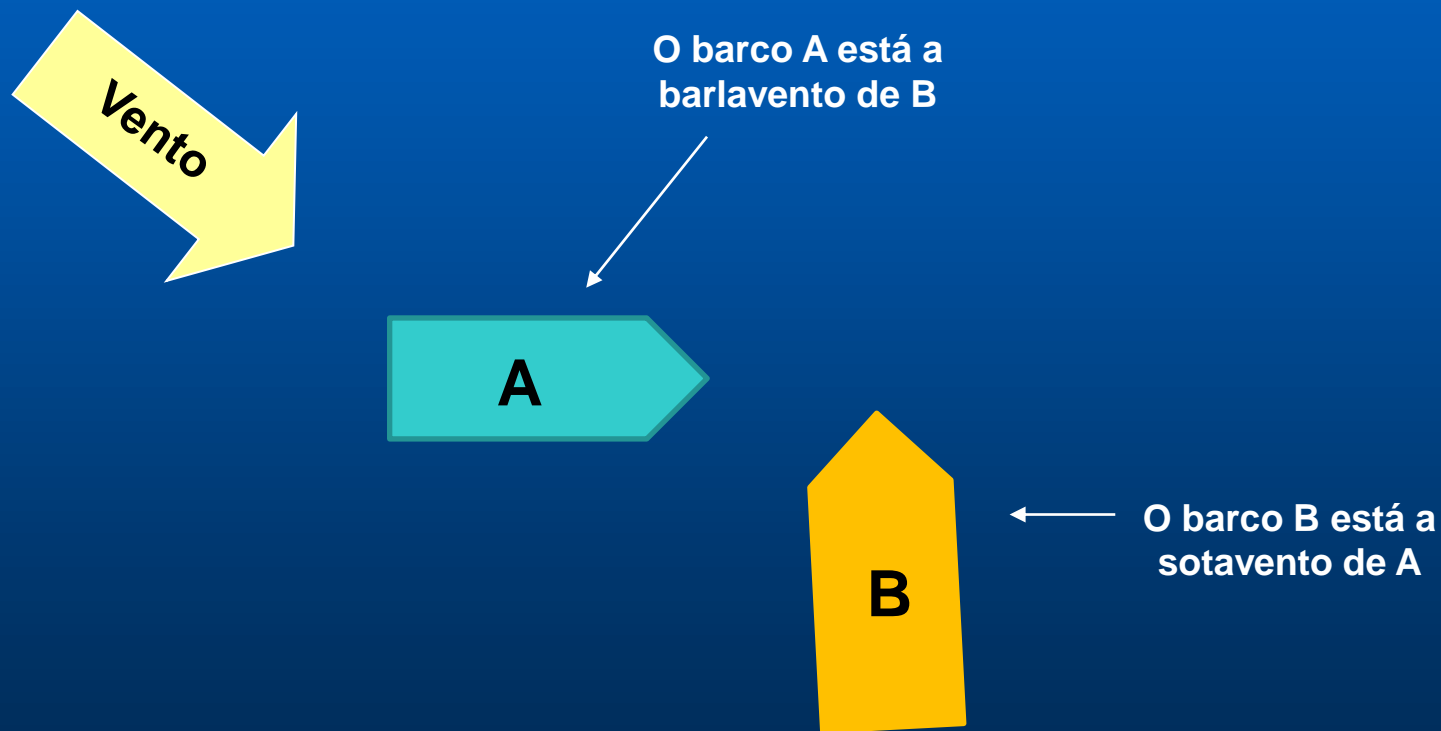 Vento
O barco A está a
barlavento de B
A
O barco B está a
sotavento de A
B